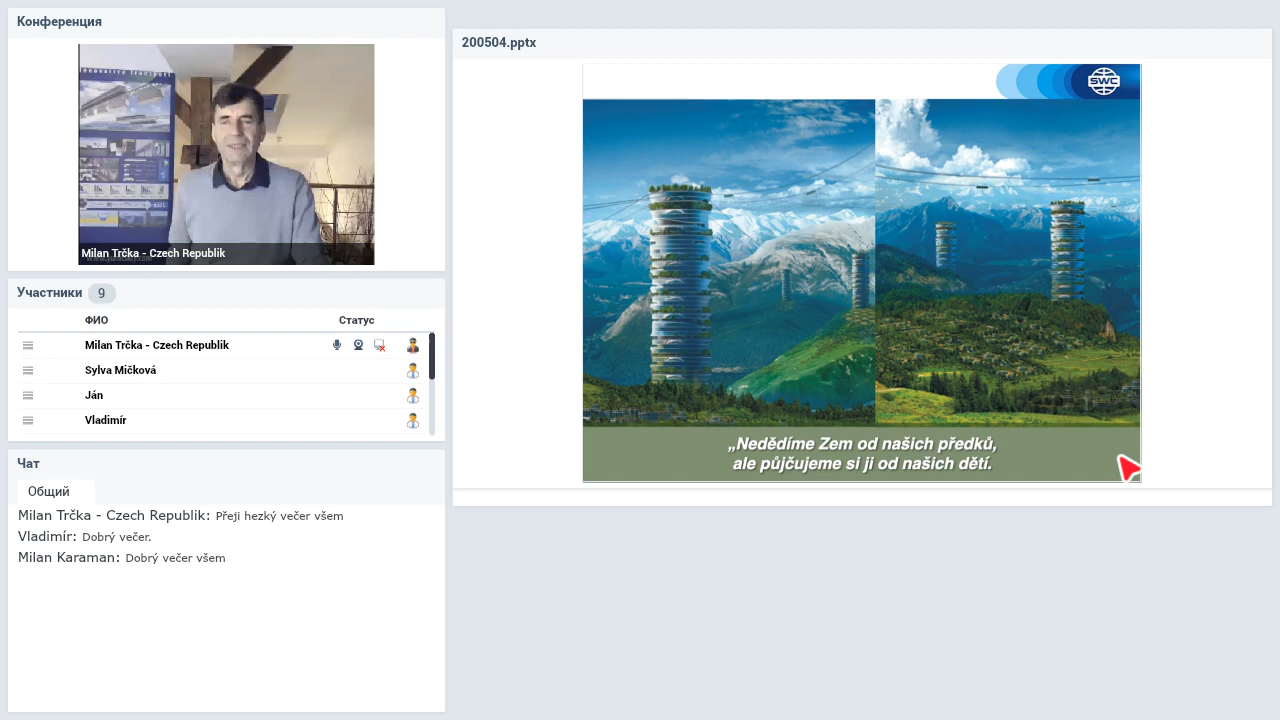 Конференция
Innovative transport
Milan Trčka - Czech Republik
Участники 9
ФИО Статус
Milan Trčka - Czech Republik
Sylva Mičková
Ján
Vladimír
Чат
Общий
Milan Trčka - Czech Republik: Přeji hezký večer všem
Vladimír: Dobrý večer.
Milan Karaman: Dobrý večer všem
200504.pptx
SWC
„Nedědíme Zem od našich předků,
ale půjčujeme si ji od našich dětí.